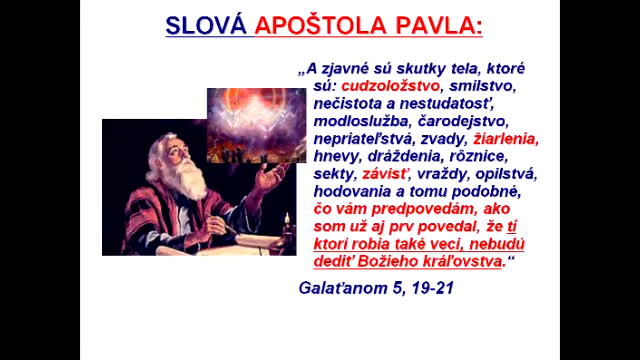 SLOVÁ APOŠTOLA PAVLA:
„A zjavné sú skutky tela, ktoré
sú: cudzoložstvo, smilstvo,
nečistota a nestudatosť,
modloslužba, čarodejstvo,
nepriateľstvá, zvady, žiarlenia,
hnevy, dráždenia, rôznice,
sekty, závisť, vraždy, opilstvá,
hodovania a tomu podobné,
čo vám predpovedám, ako
som už aj prv povedal, že tí
ktorí robia také veci, nebudú
dediť Božieho kráľovstva.“
Galaťanom 5, 19-21